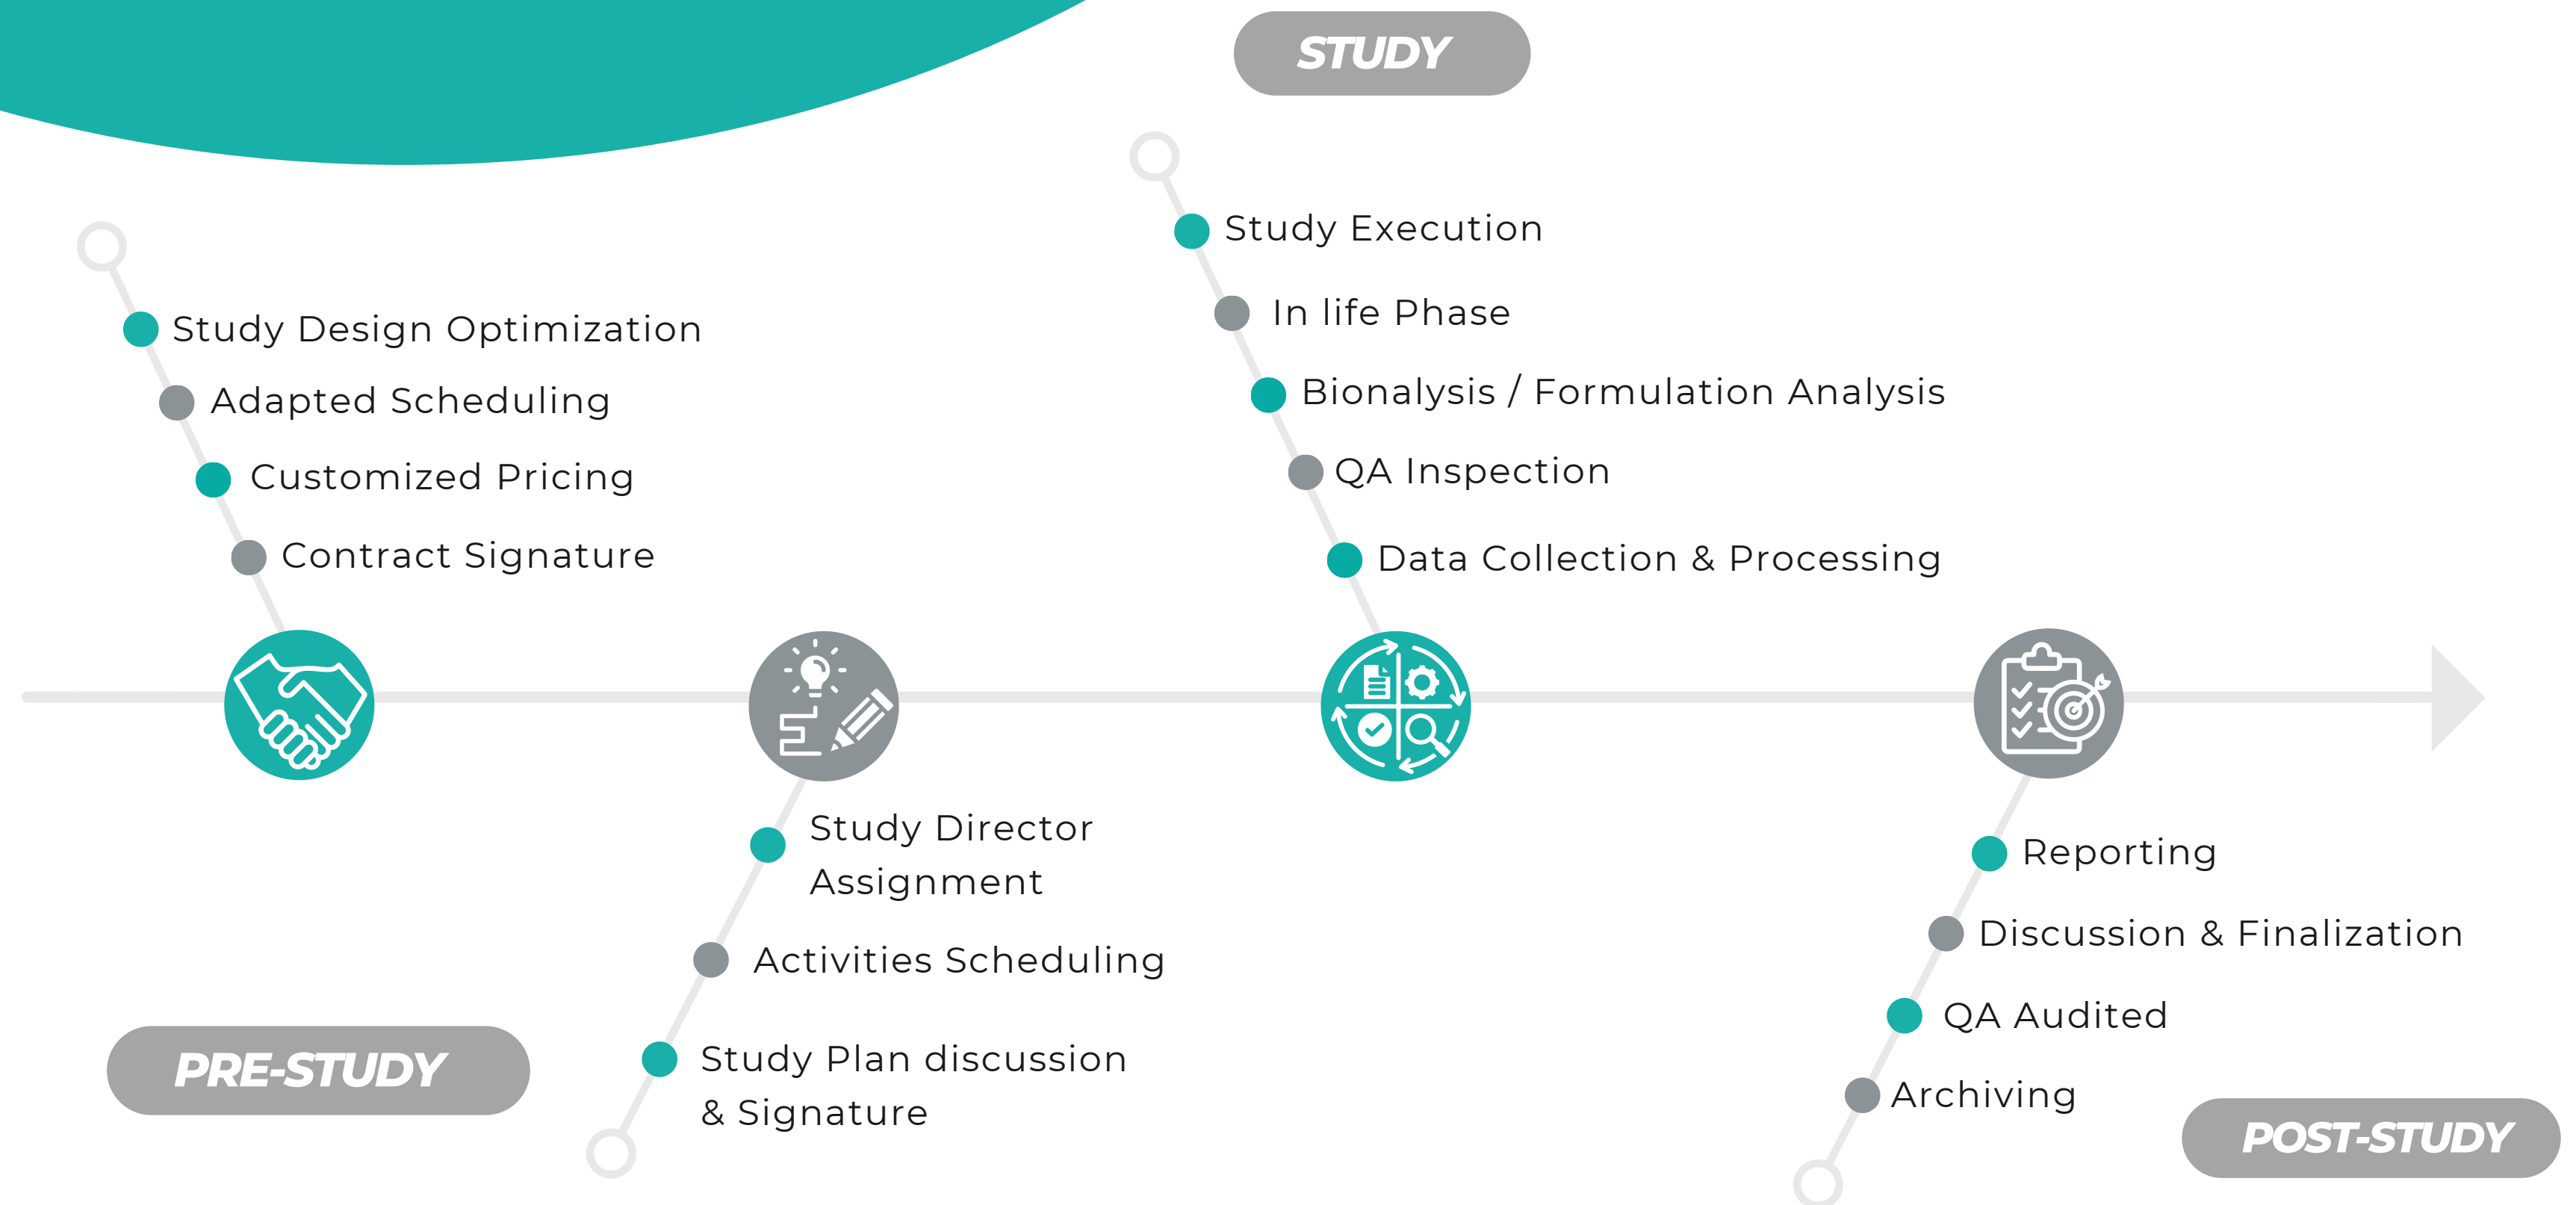 STUDY
Study Design Optimization
Adapted Scheduling
Customized Pricing
Contract Signature
Study Execution
In life Phase
Bionalysis / Formulation Analysis
QA Inspection
Data Collection & Processing
PRE-STUDY
Study Director
Assignment
Activities Scheduling
Study Plan discussion
& Signature
Reporting
Discussion & Finalization
QA Audited
Archiving
POST-STUDY